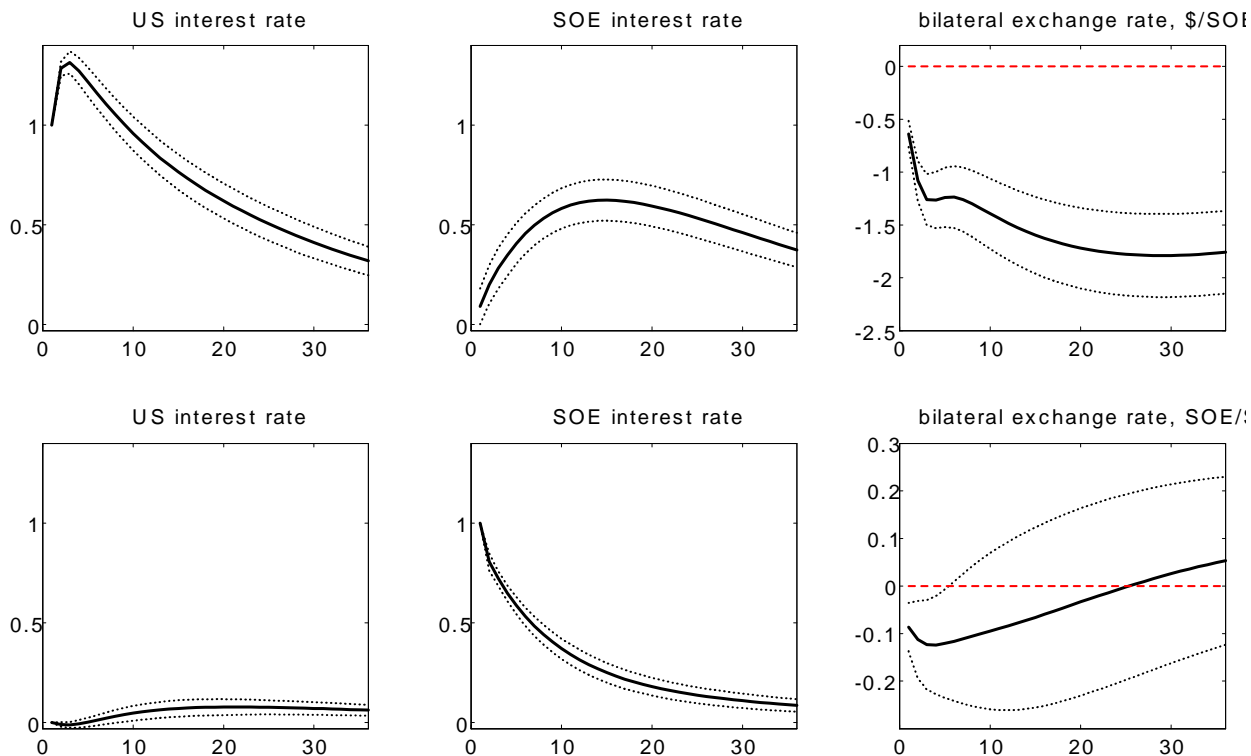 US interest rate
SOE interest rate
bilateral exchange rate, $/SOE
1
0.5
0
0 10 20 30
1
0.5
0
0 10 20 30
0
-0.5
-1
-1.5
-2
-2.5
0 10 20 30
US interest rate
SOE interest rate
bilateral exchange rate, SOE/$
1
0.5
0
0 10 20 30
1
0.5
0
0 10 20 30
0.3
0.2
0.1
0
-0.1
-0.2
0 10 20 30